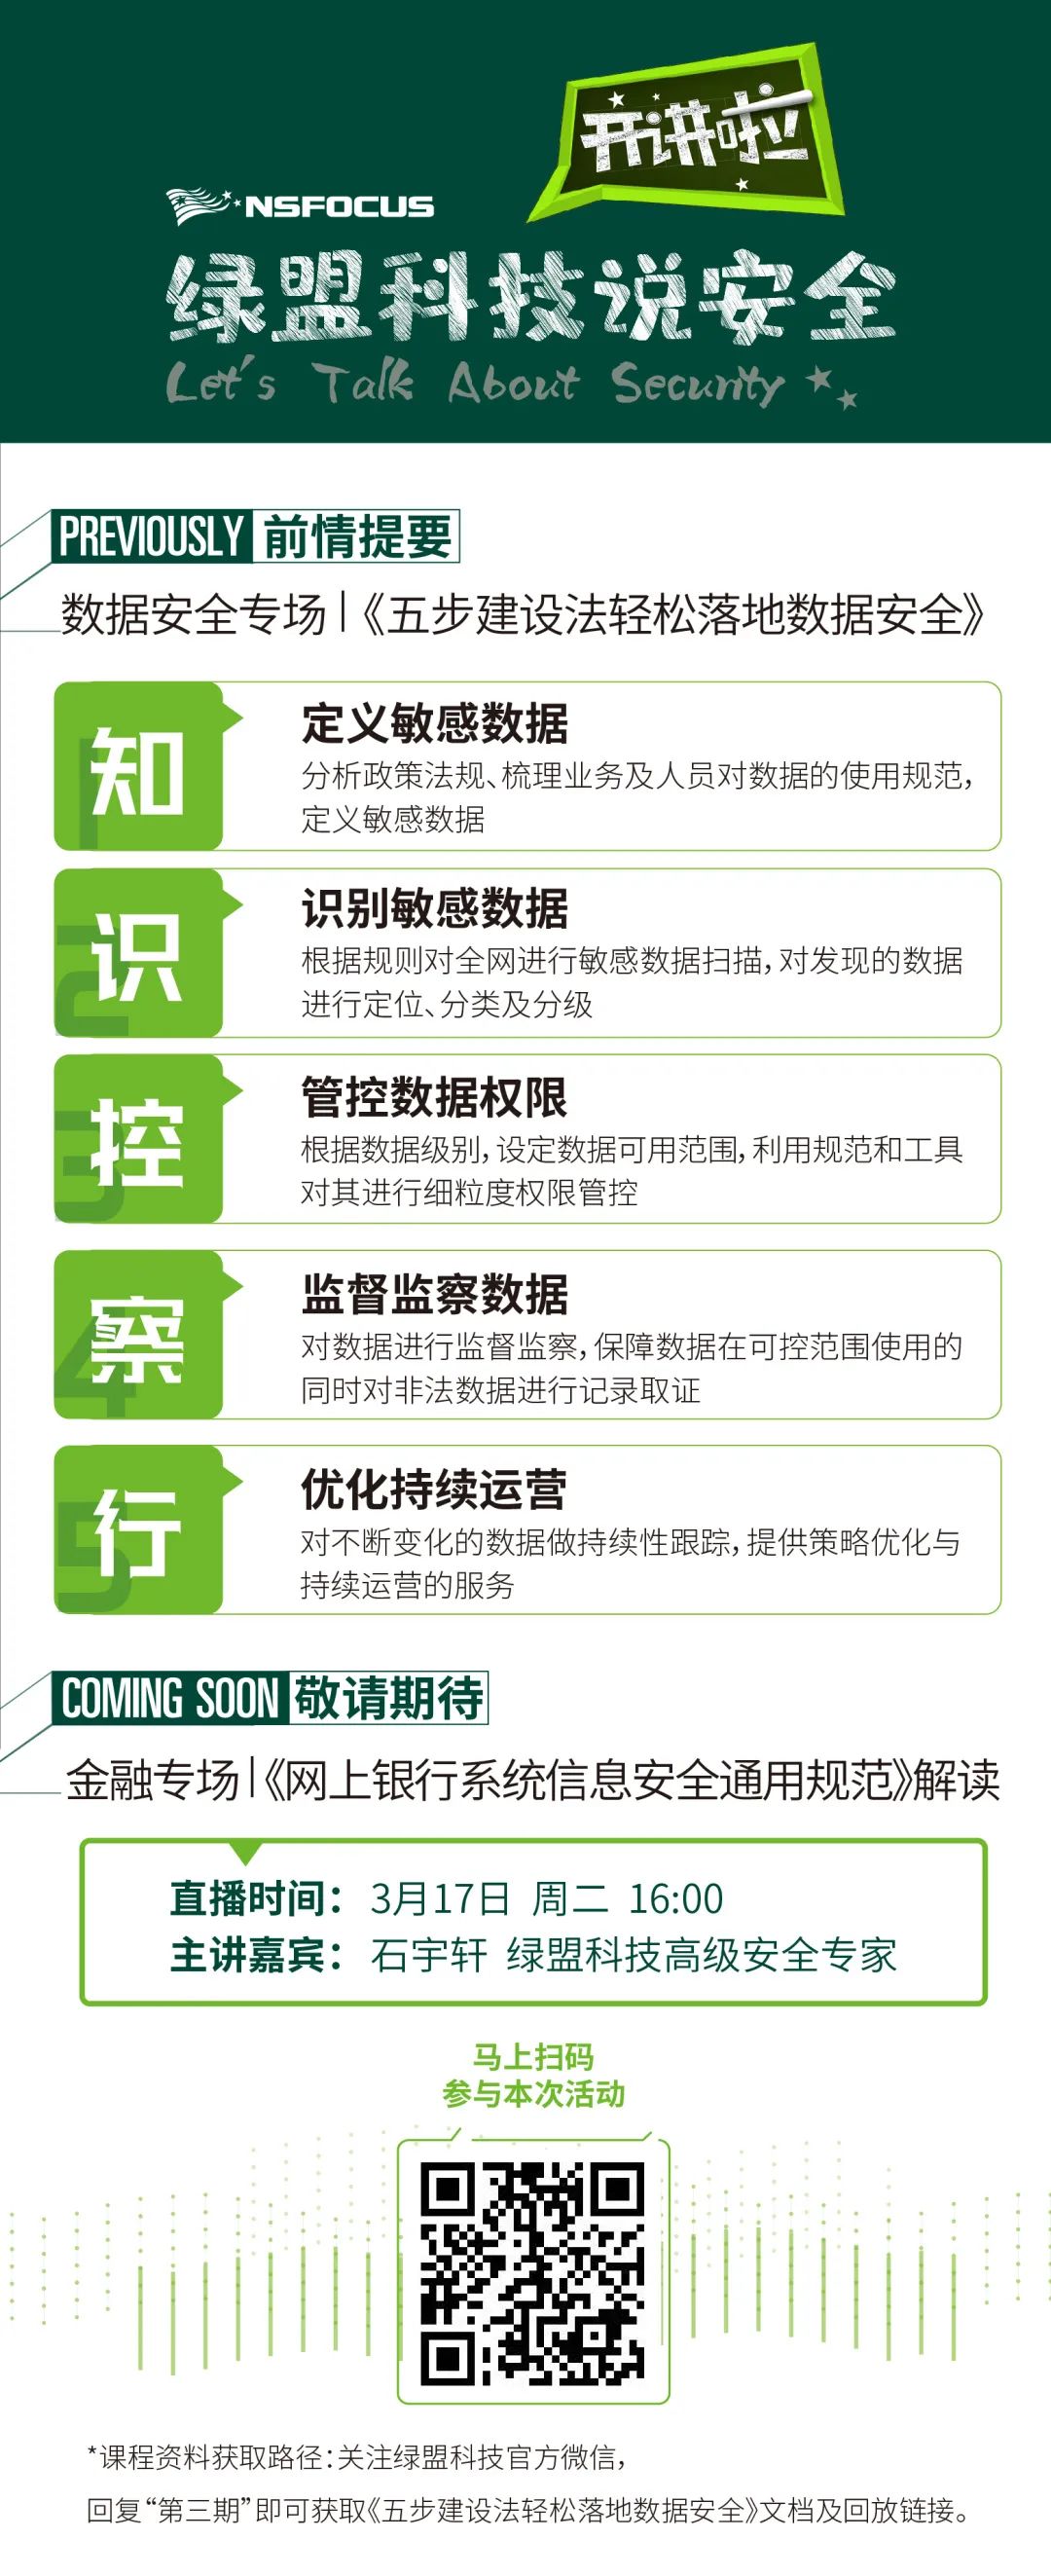 开讲啦
NSFOCUS
绿盟科技说安全
Let's Talk About Security
PREVIOUSLY 前情提要
数据安全专场|《五步建设法轻松落地数据安全》
1
知
定义敏感数据
分析政策法规、梳理业务及人员对数据的使用规范，
定义敏感数据
2
识
识别敏感数据
根据规则对全网进行敏感数据扫描，对发现的数据
进行定位、分类及分级
3
控
管控数据权限
根据数据级别，设定数据可用范围，利用规范和工具
对其进行细粒度权限管控
4
察
监督监察数据
对数据进行监督监察，保障数据在可控范围使用的
同时对非法数据进行记录取证
5
行
优化持续运营
对不断变化的数据做持续性跟踪，提供策略优化与
持续运营的服务
COMING SOON 敬请期待
金融专场|《网上银行系统信息安全通用规范》解读
直播时间： 3月17日 周二 16:00
主讲嘉宾： 石宇轩 绿盟科技高级安全专家
马上扫码
参与本次活动
*课程资料获取路径：关注绿盟科技官方微信，
回复“第三期”即可获取《五步建设法轻松落地数据安全》文档及回放链接。